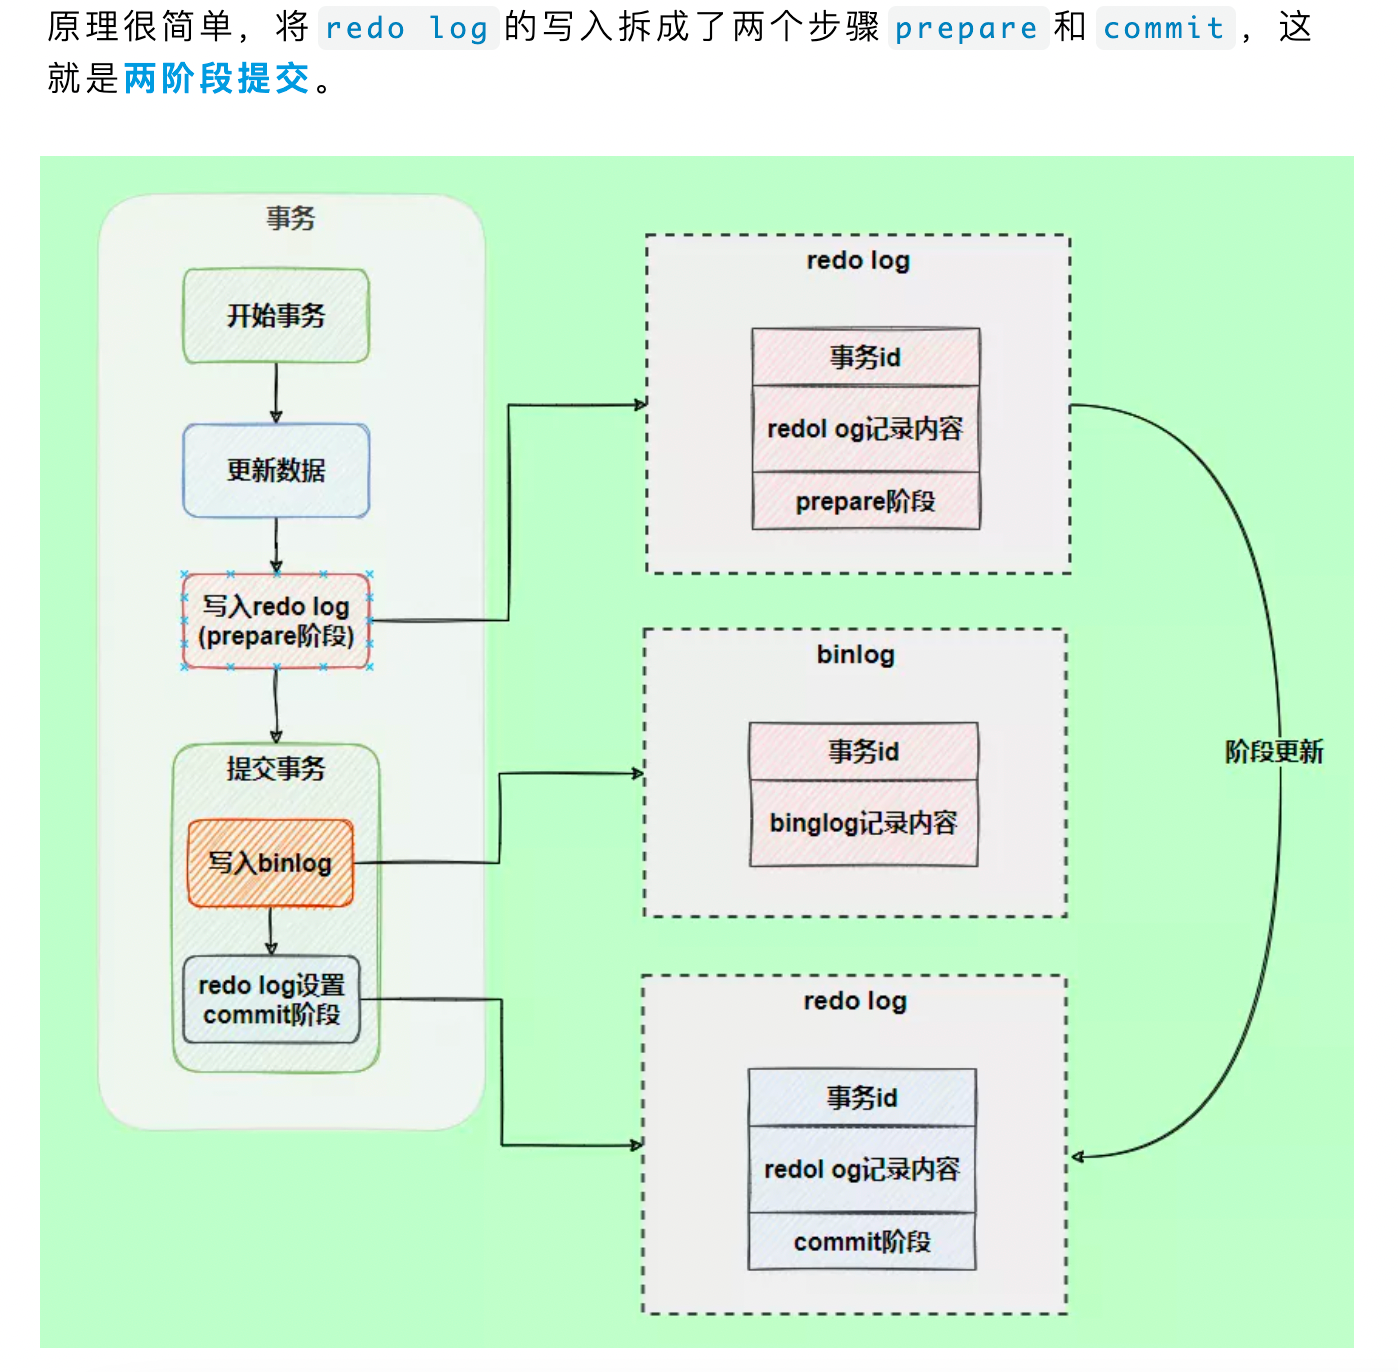 原理很简单，将 redo log 的写入拆成了两个步骤 prepare 和 commit，这
就是两阶段提交。
事务
开始事务
更新数据
写入redo log
(prepare阶段)
提交事务
写入binlog
redo log设置
commit阶段
redo log
事务id
redol og记录内容
prepare阶段
binlog
事务id
binglog记录内容
redo log
事务id
redol og记录内容
commit阶段
阶段更新